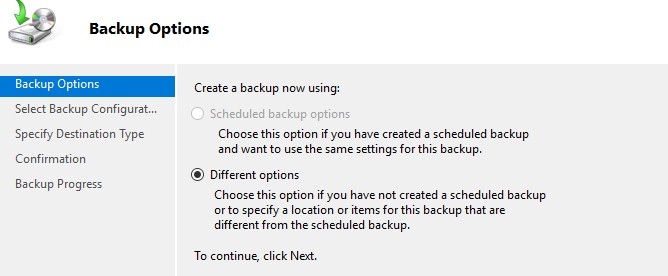 Backup Options
Backup Options
Select Backup Configurat...
Specify Destination Type
Confirmation
Backup Progress
Create a backup now using:
Scheduled backup options
Choose this option if you have created a scheduled backup
and want to use the same settings for this backup.
Different options
Choose this option if you have not created a scheduled backup
or to specify a location or items for this backup that are
different from the scheduled backup.
To continue, click Next.